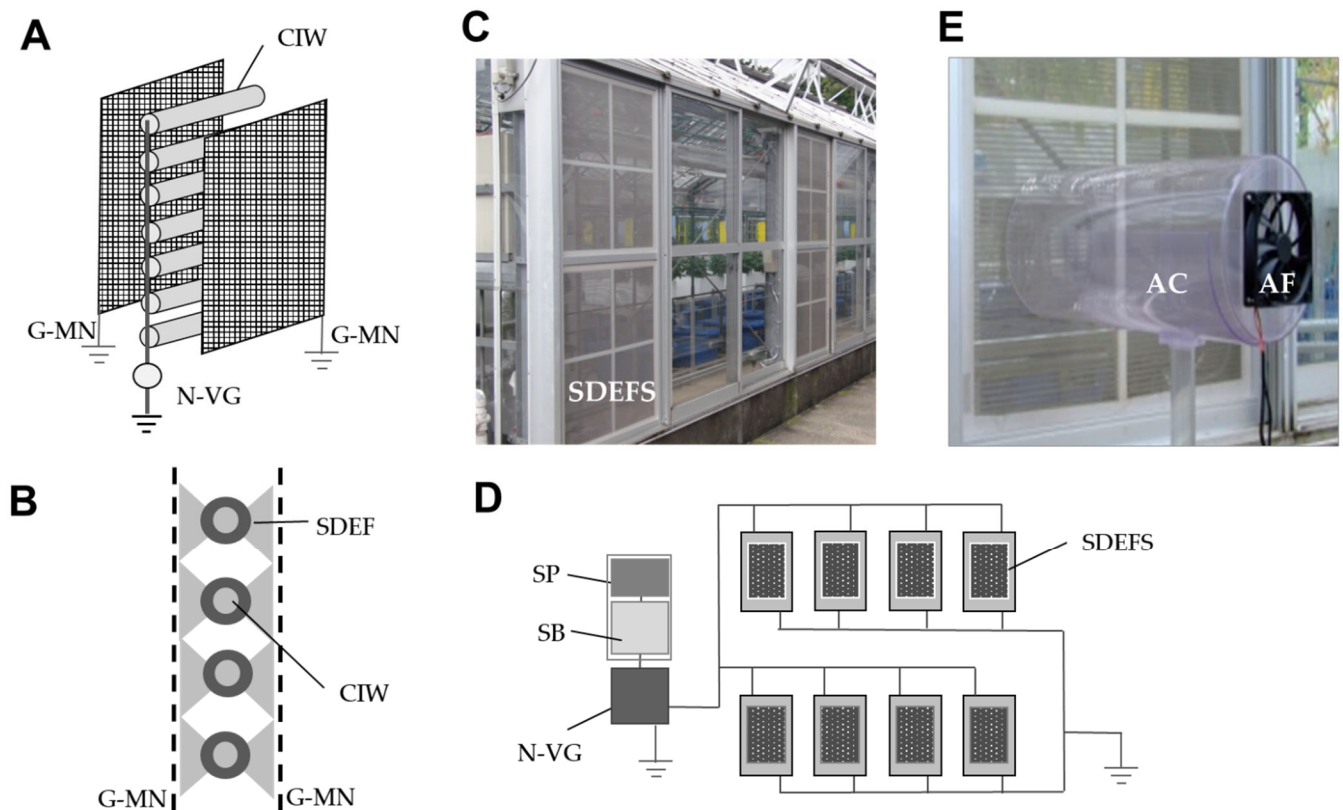 A
CIW
G-MN
G-MN
N-VG
B
SDEF
CIW
G-MN
G-MN
C
SDEFS
D
SP
SB
N-VG
SDEFS
E
AC
AF